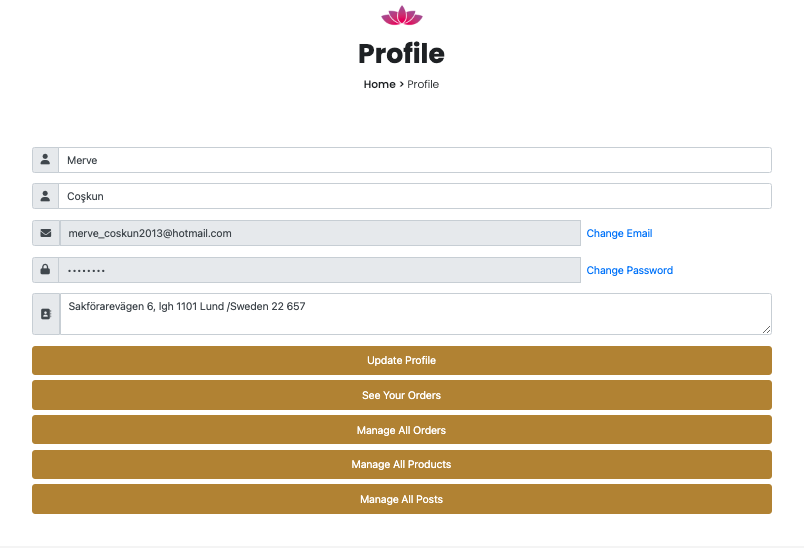 Profile
Home > Profile
Merve
Coşkun
merve_coskun2013@hotmail.com
Change Email
••••••••
Change Password
Sakförarevägen 6, lgh 1101 Lund /Sweden 22 657
Update Profile
See Your Orders
Manage All Orders
Manage All Products
Manage All Posts